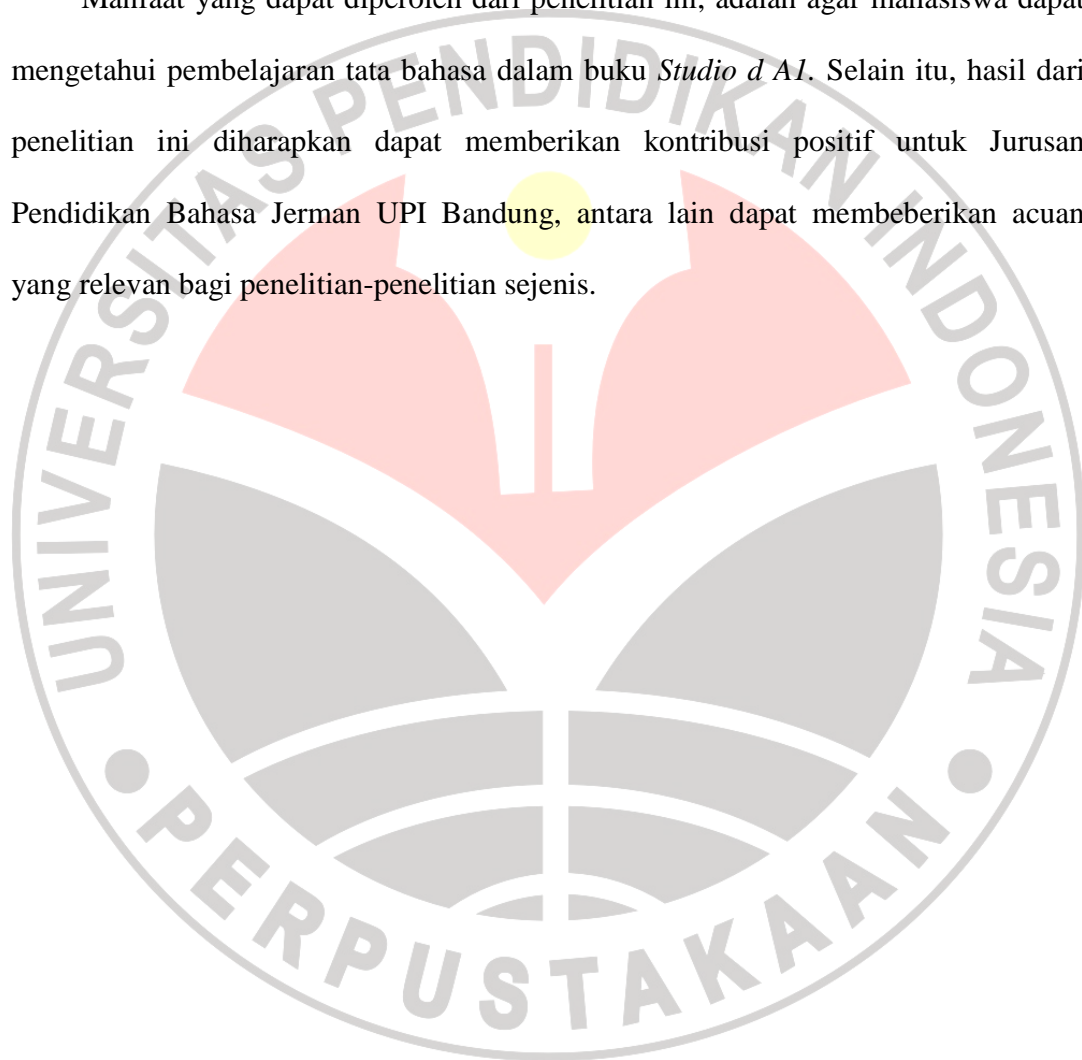 Manfaat yang dapat diperoleh dari penelitian ini, adalah agar mahasiswa dapat
mengetahui pembelajaran tata bahasa dalam buku Studio d A1. Selain itu, hasil dari
penelitian ini diharapkan dapat memberikan kontribusi positif untuk Jurusan
Pendidikan Bahasa Jerman UPI Bandung, antara lain dapat membeberikan acuan
yang relevan bagi penelitian-penelitian sejenis.
UNIVERSITAS PENDIDIKAN INDONESIA
PERPUSTAKAAN